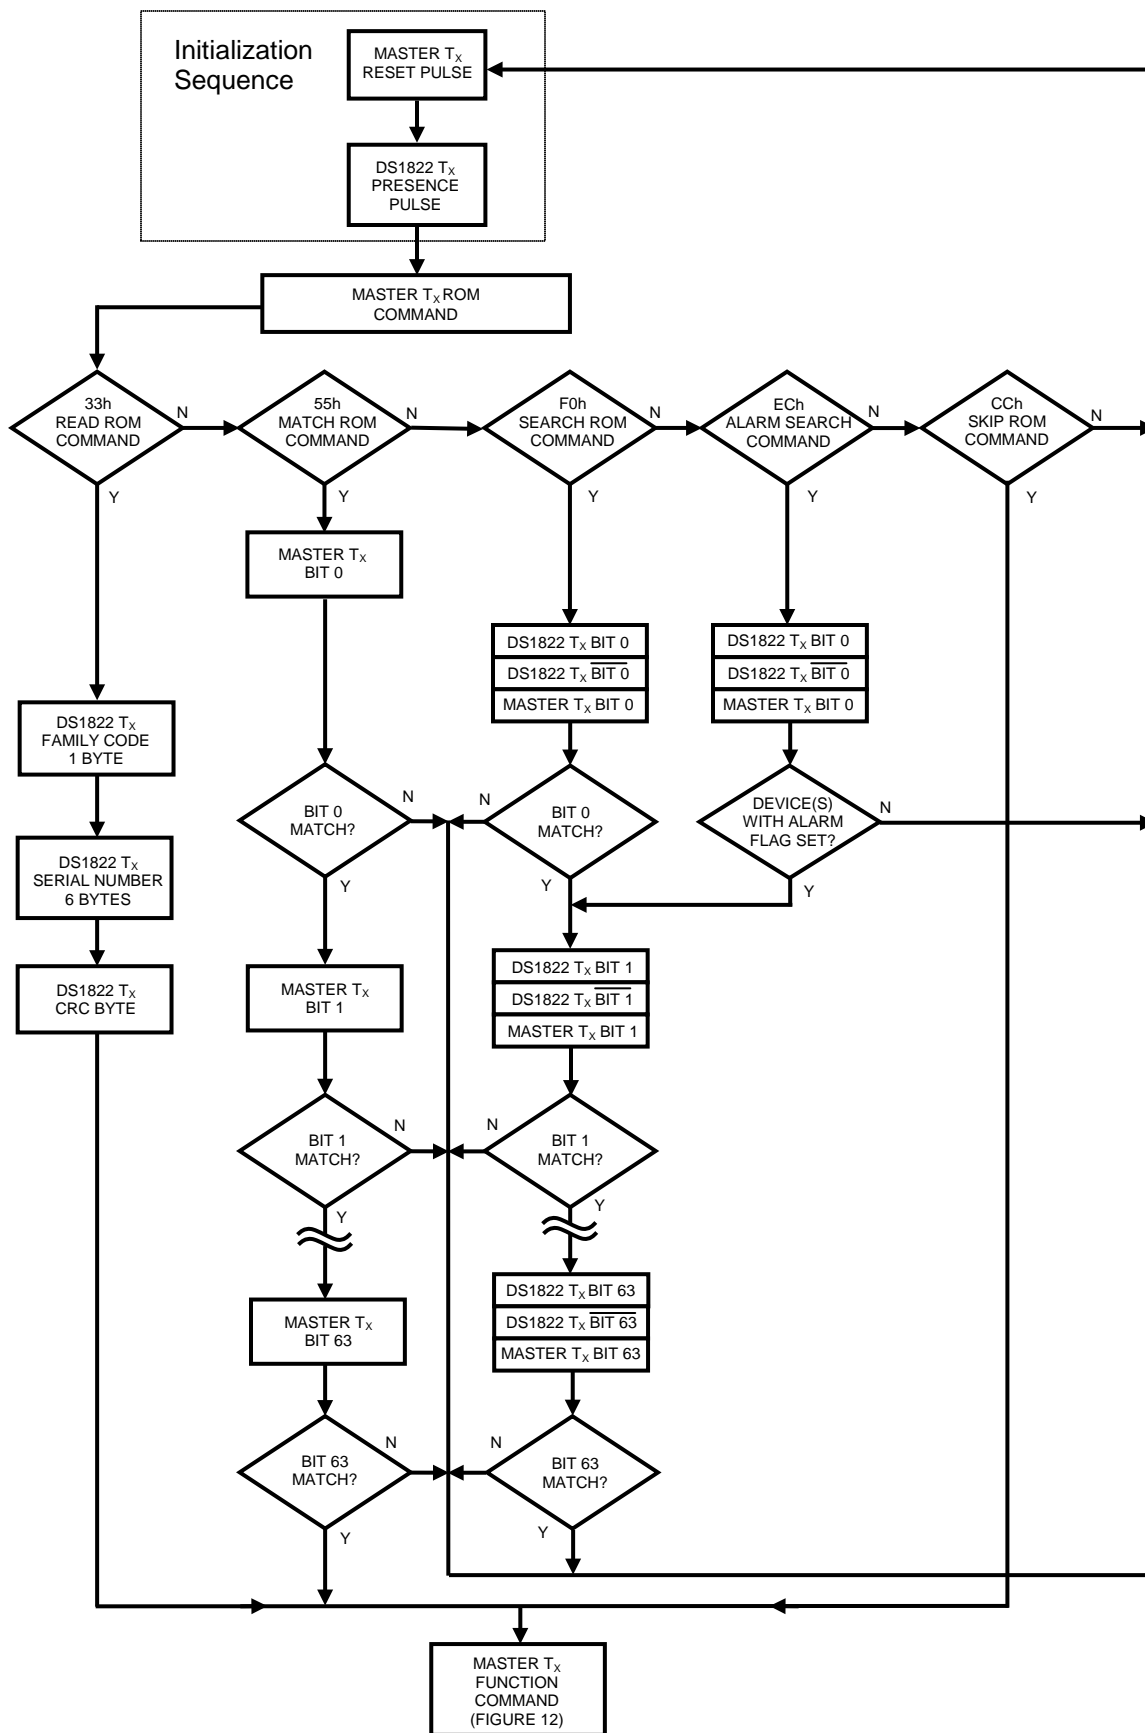 Initialization
Sequence
MASTER TX
RESET PULSE
DS1822 TX
PRESENCE
PULSE
MASTER TX ROM
COMMAND
33h
READ ROM
COMMAND
N
Y
55h
MATCH ROM
COMMAND
N
Y
F0h
SEARCH ROM
COMMAND
N
Y
ECh
ALARM SEARCH
COMMAND
N
Y
CCh
SKIP ROM
COMMAND
N
Y
DS1822 TX
FAMILY CODE
1 BYTE
DS1822 TX
SERIAL NUMBER
6 BYTES
DS1822 TX
CRC BYTE
MASTER TX
BIT 0
BIT 0
MATCH?
N
Y
MASTER TX
BIT 1
BIT 1
MATCH?
N
Y
MASTER TX
BIT 63
BIT 63
MATCH?
N
Y
DS1822 TX BIT 0
DS1822 TX BIT 0
MASTER TX BIT 0
BIT 0
MATCH?
N
Y
DS1822 TX BIT 1
DS1822 TX BIT 1
MASTER TX BIT 1
BIT 1
MATCH?
N
Y
DS1822 TX BIT 63
DS1822 TX BIT 63
MASTER TX BIT 63
BIT 63
MATCH?
N
Y
DS1822 TX BIT 0
DS1822 TX BIT 0
MASTER TX BIT 0
DEVICE(S)
WITH ALARM
FLAG SET?
N
Y
MASTER TX
FUNCTION
COMMAND
(FIGURE 12)